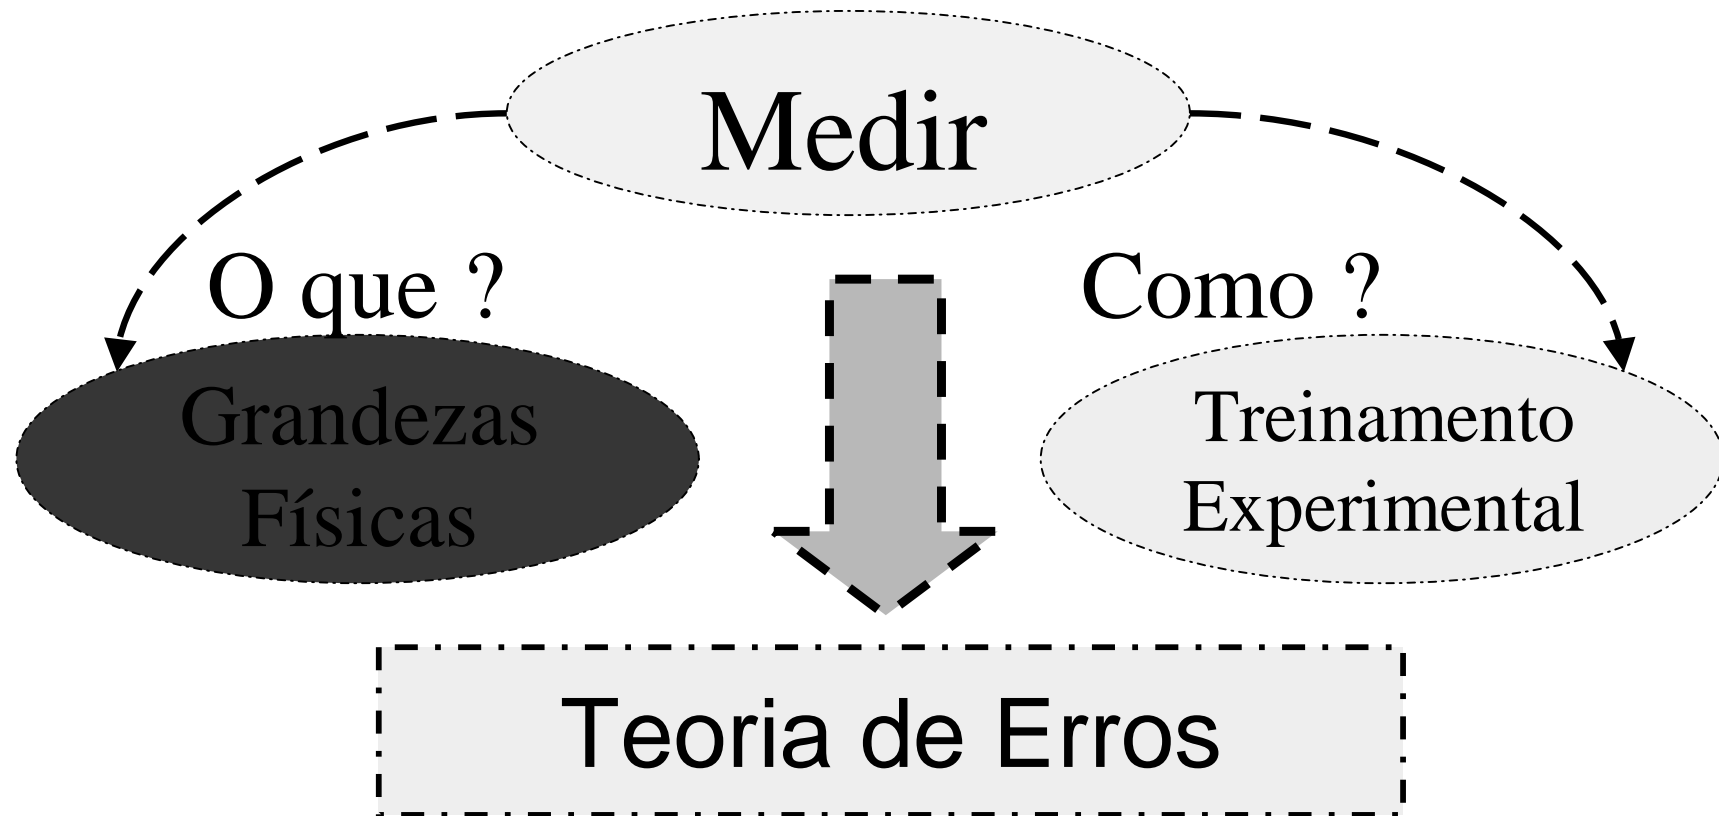 Medir
O que ?
Como ?
Grandezas
Físicas
Treinamento
Experimental
Teoria de Erros